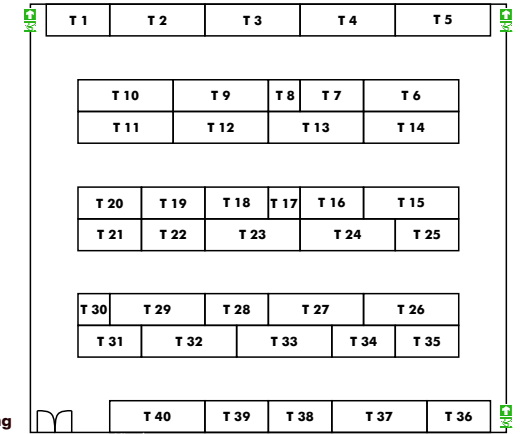 T 1 T 2 T 3 T 4 T 5
T 10 T 9 T 8 T 7 T 6
T 11 T 12 T 13 T 14
T 20 T 19 T 18 T 17 T 16 T 15
T 21 T 22 T 23 T 24 T 25
T 30 T 29 T 28 T 27 T 26
T 31 T 32 T 33 T 34 T 35
T 40 T 39 T 38 T 37 T 36